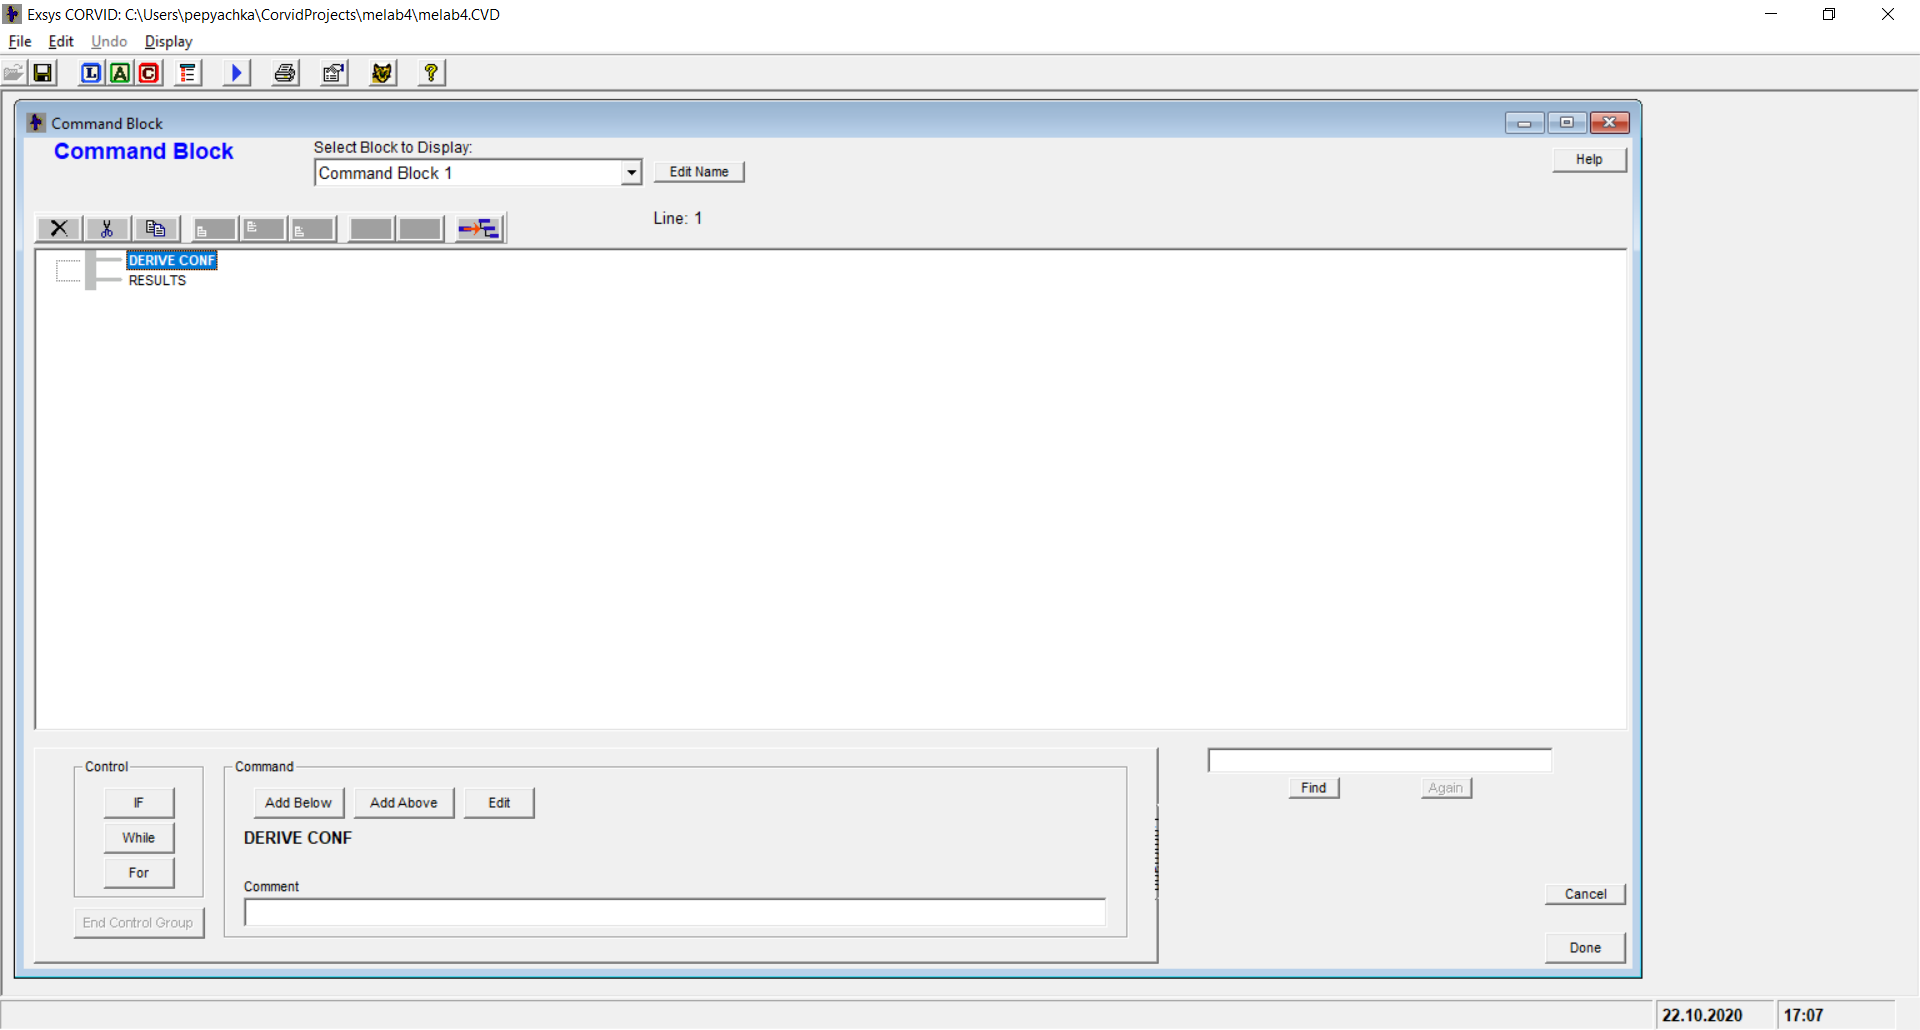 Exsys CORVID: C:\Users\pepyachka\CorvidProjects\melab4\melab4.CVD
File Edit Undo Display
L A C ?
Command Block
Command Block
Select Block to Display:
Command Block 1
Edit Name
Help
Line: 1
DERIVE CONF
RESULTS
Control
IF
While
For
End Control Group
Command
Add Below
Add Above
Edit
DERIVE CONF
Comment
Find
Again
Cancel
Done
22.10.2020
17:07